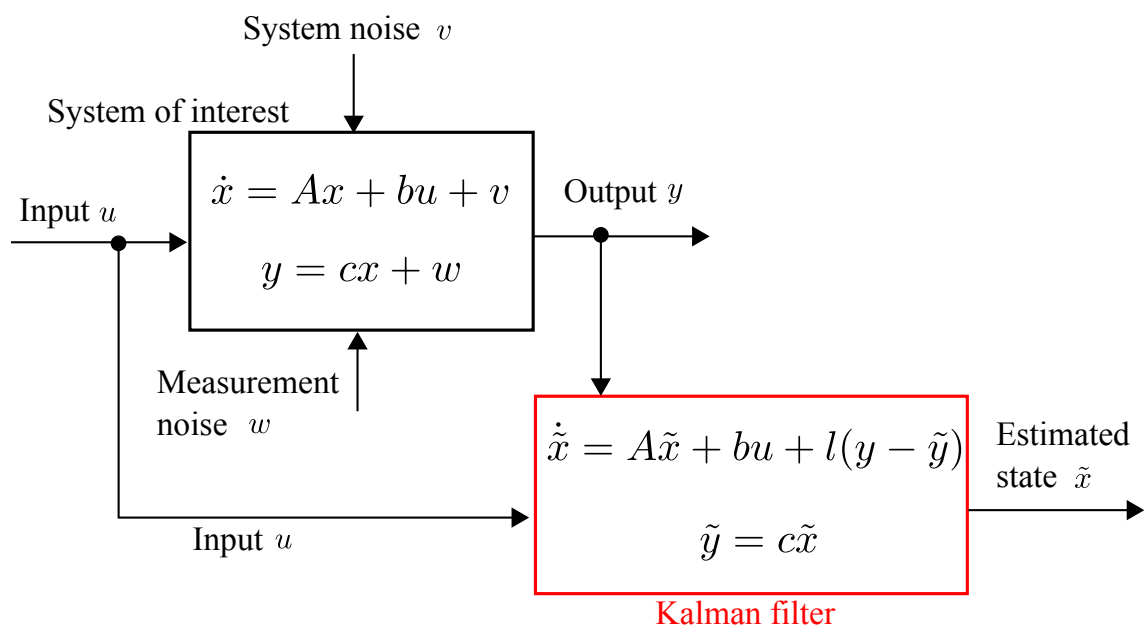 System noise v
System of interest
ẋ = Ax + bu + v
y = cx + w
Input u
Output y
Measurement
noise w
x̃̇ = Ax̃ + bu + l(y − ỹ)
ỹ = cx̃
Estimated
state x̃
Input u
Kalman filter